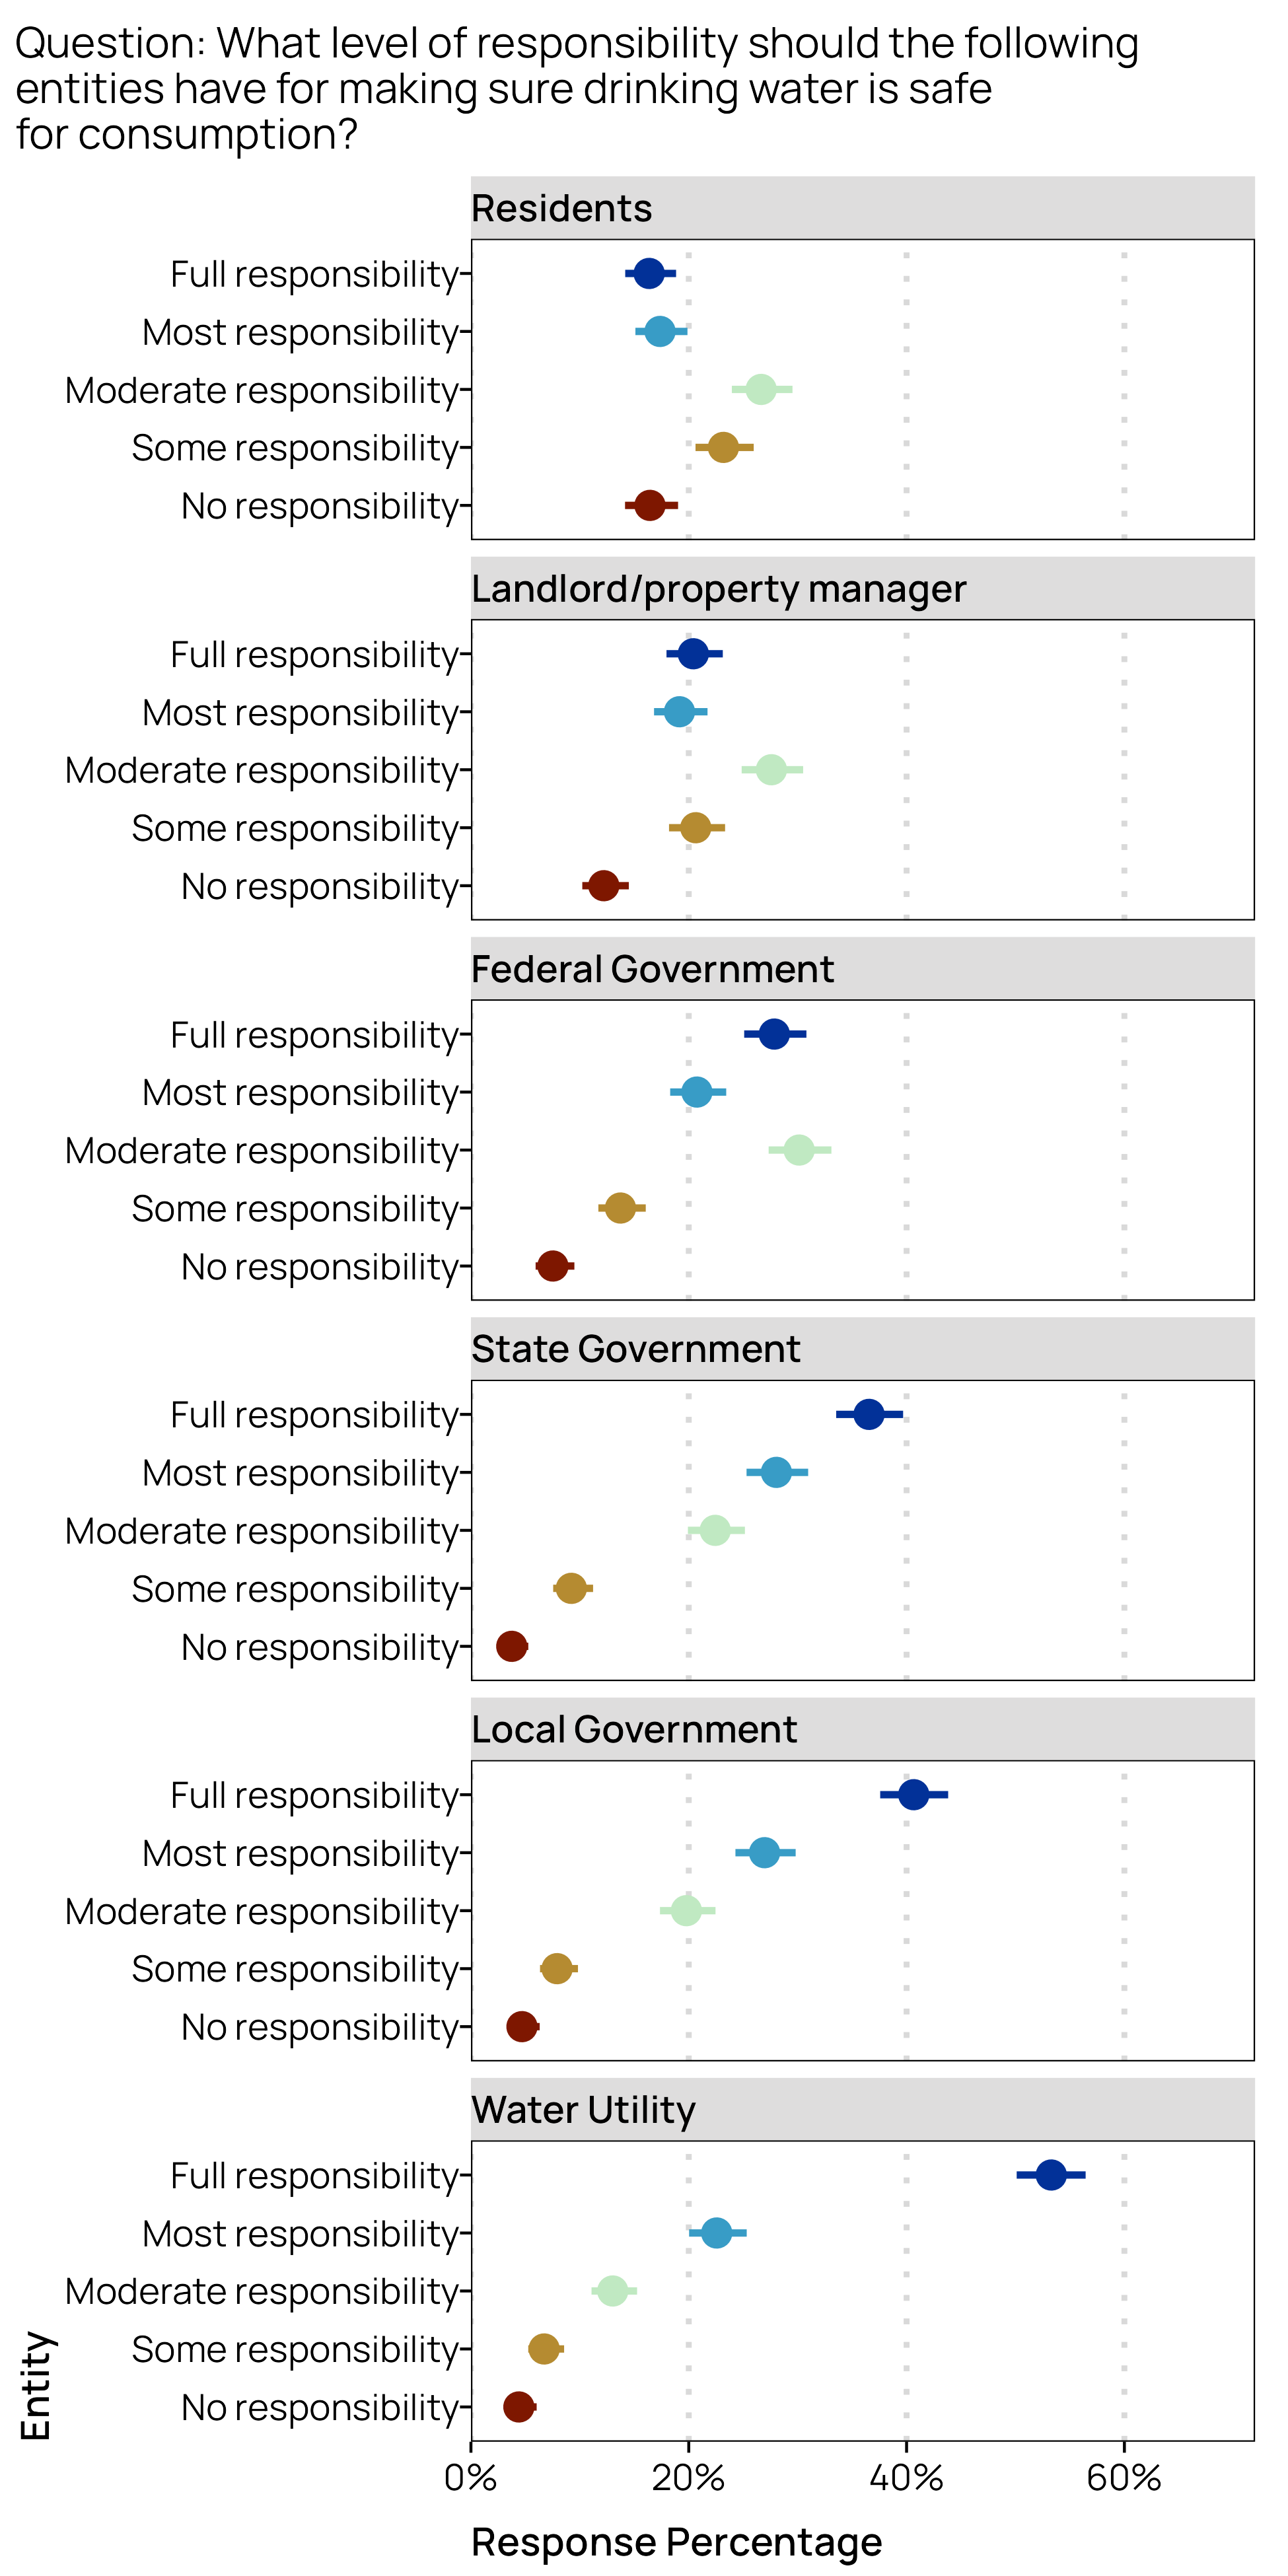 Question: What level of responsibility should the following
entities have for making sure drinking water is safe
for consumption?
Residents
Full responsibility
Most responsibility
Moderate responsibility
Some responsibility
No responsibility
Landlord/property manager
Full responsibility
Most responsibility
Moderate responsibility
Some responsibility
No responsibility
Federal Government
Full responsibility
Most responsibility
Moderate responsibility
Some responsibility
No responsibility
State Government
Full responsibility
Most responsibility
Moderate responsibility
Some responsibility
No responsibility
Local Government
Full responsibility
Most responsibility
Moderate responsibility
Some responsibility
No responsibility
Water Utility
Full responsibility
Most responsibility
Moderate responsibility
Some responsibility
No responsibility
Entity
0% 20% 40% 60%
Response Percentage